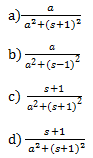 a) a/a²+(s+1)²
b) a/a²+(s−1)²
c) s+1/a²+(s+1)²
d) s+1/a²+(s+1)²